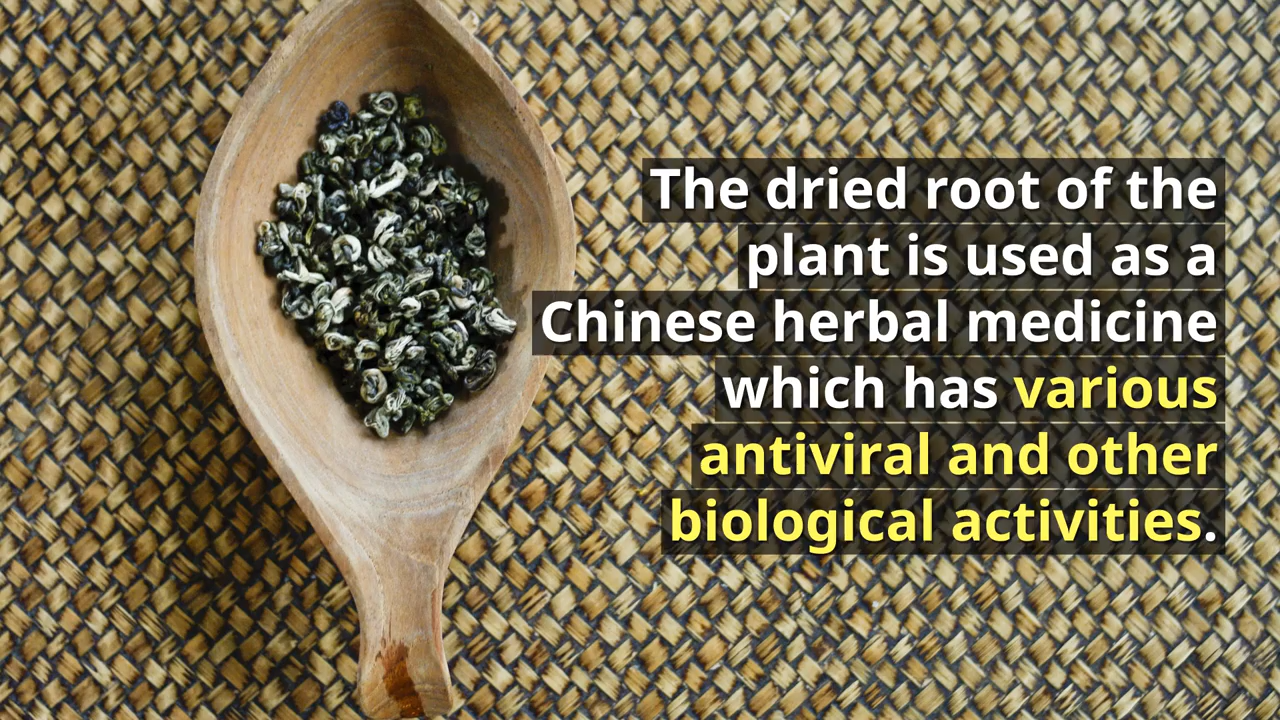 The dried root of the
plant is used as a
Chinese herbal medicine
which has various
antiviral and other
biological activities.